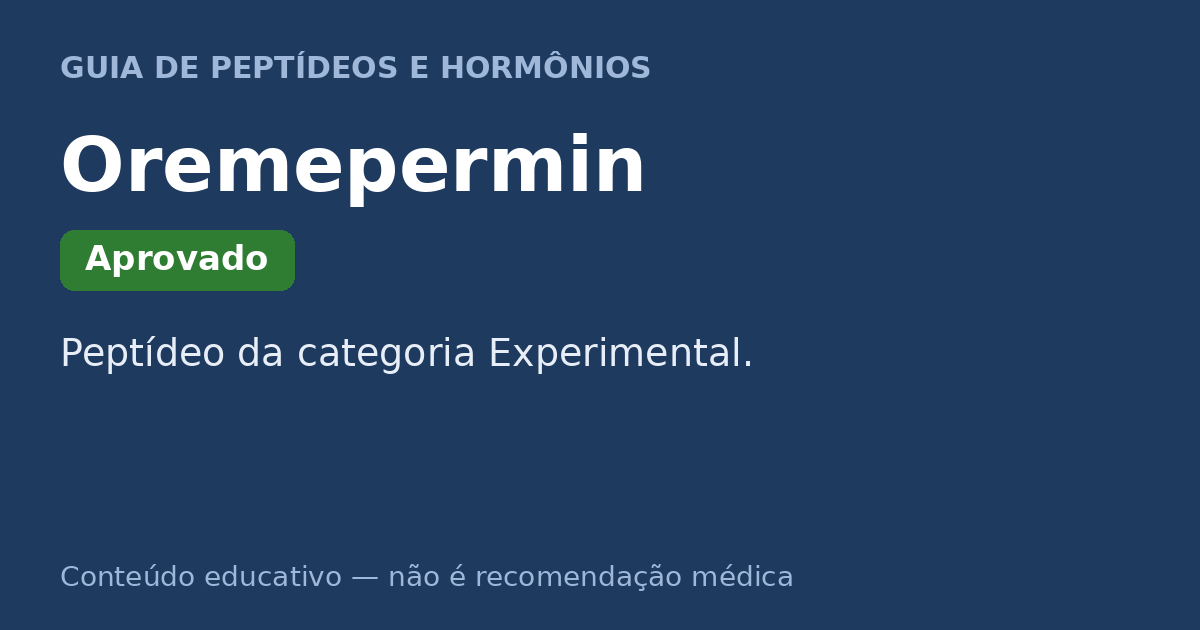 GUIA DE PEPTÍDEOS E HORMÔNIOS
Oremepermin
Aprovado
Peptídeo da categoria Experimental.
Conteúdo educativo — não é recomendação médica